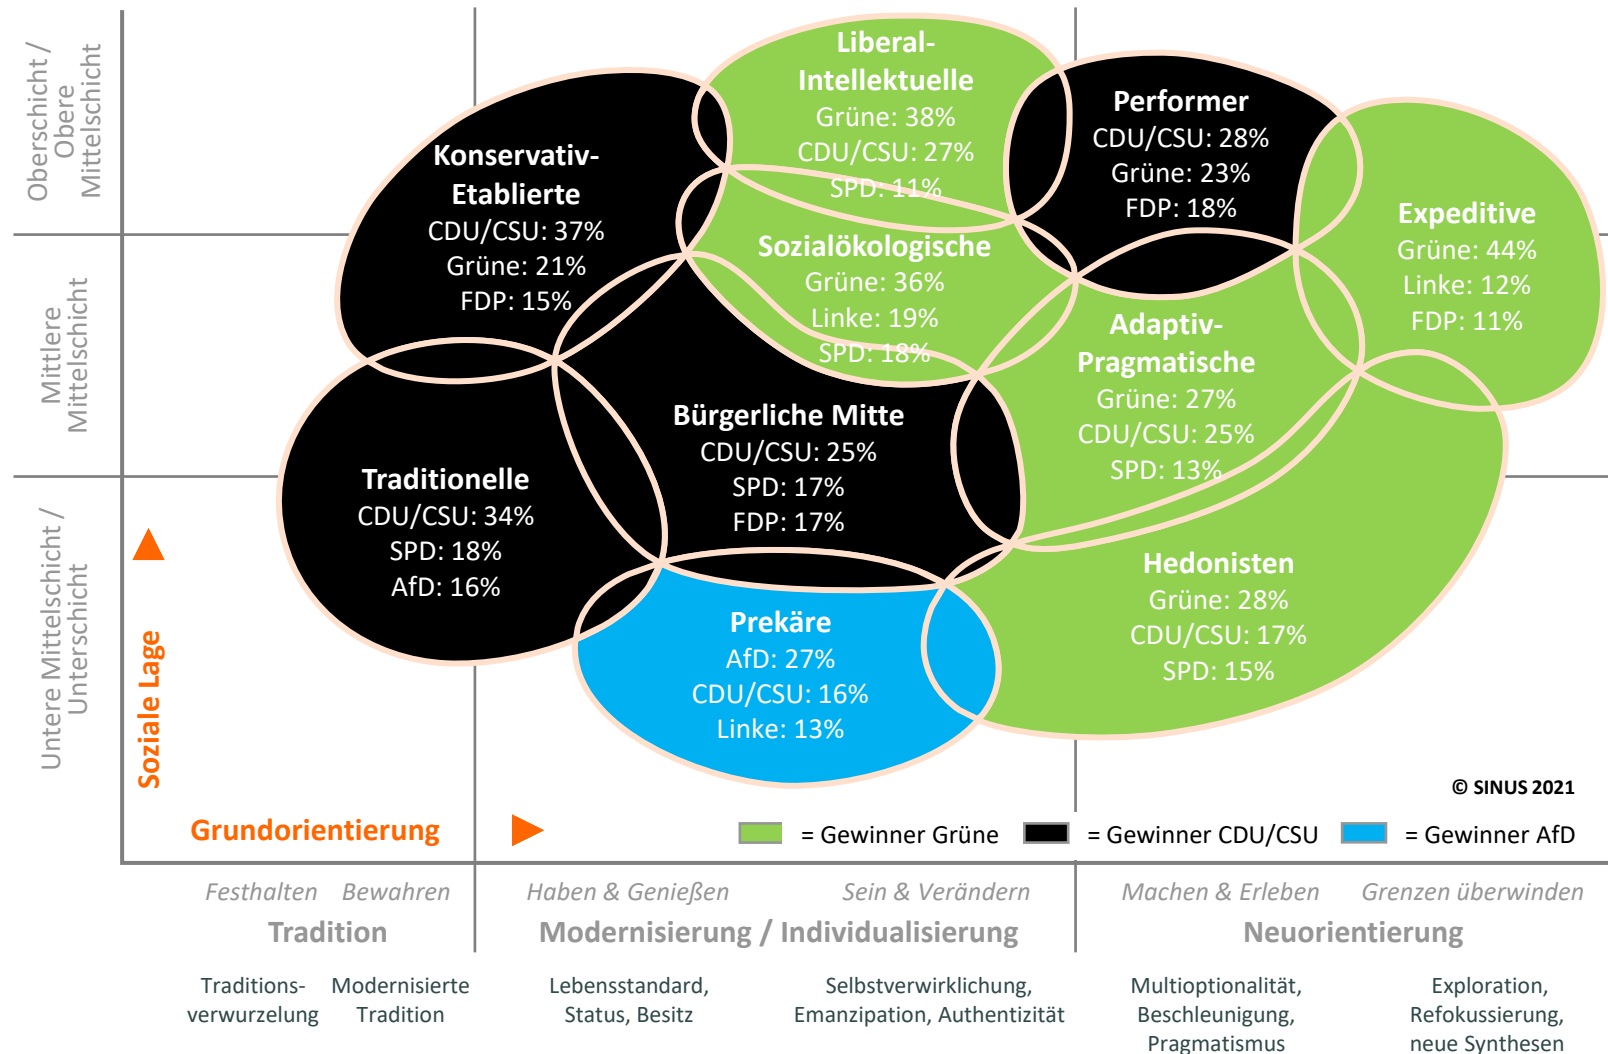 Oberschicht /
Obere
Mittelschicht
Mittlere
Mittelschicht
Untere Mittelschicht /
Unterschicht
Soziale Lage
Liberal-
Intellektuelle
Grüne: 38%
CDU/CSU: 27%
SPD: 11%
Performer
CDU/CSU: 28%
Grüne: 23%
FDP: 18%
Konservativ-
Etablierte
CDU/CSU: 37%
Grüne: 21%
FDP: 15%
Expeditive
Grüne: 44%
Linke: 12%
FDP: 11%
Sozialökologische
Grüne: 36%
Linke: 19%
SPD: 18%
Adaptiv-
Pragmatische
Grüne: 27%
CDU/CSU: 25%
SPD: 13%
Bürgerliche Mitte
CDU/CSU: 25%
SPD: 17%
FDP: 17%
Traditionelle
CDU/CSU: 34%
SPD: 18%
AfD: 16%
Hedonisten
Grüne: 28%
CDU/CSU: 17%
SPD: 15%
Prekäre
AfD: 27%
CDU/CSU: 16%
Linke: 13%
© SINUS 2021
Grundorientierung
= Gewinner Grüne
= Gewinner CDU/CSU
= Gewinner AfD
Festhalten
Bewahren
Haben & Genießen
Sein & Verändern
Machen & Erleben
Grenzen überwinden
Tradition
Modernisierung / Individualisierung
Neuorientierung
Traditions-
verwurzelung
Modernisierte
Tradition
Lebensstandard,
Status, Besitz
Selbstverwirklichung,
Emanzipation, Authentizität
Multioptionalität,
Beschleunigung,
Pragmatismus
Exploration,
Refokussierung,
neue Synthesen